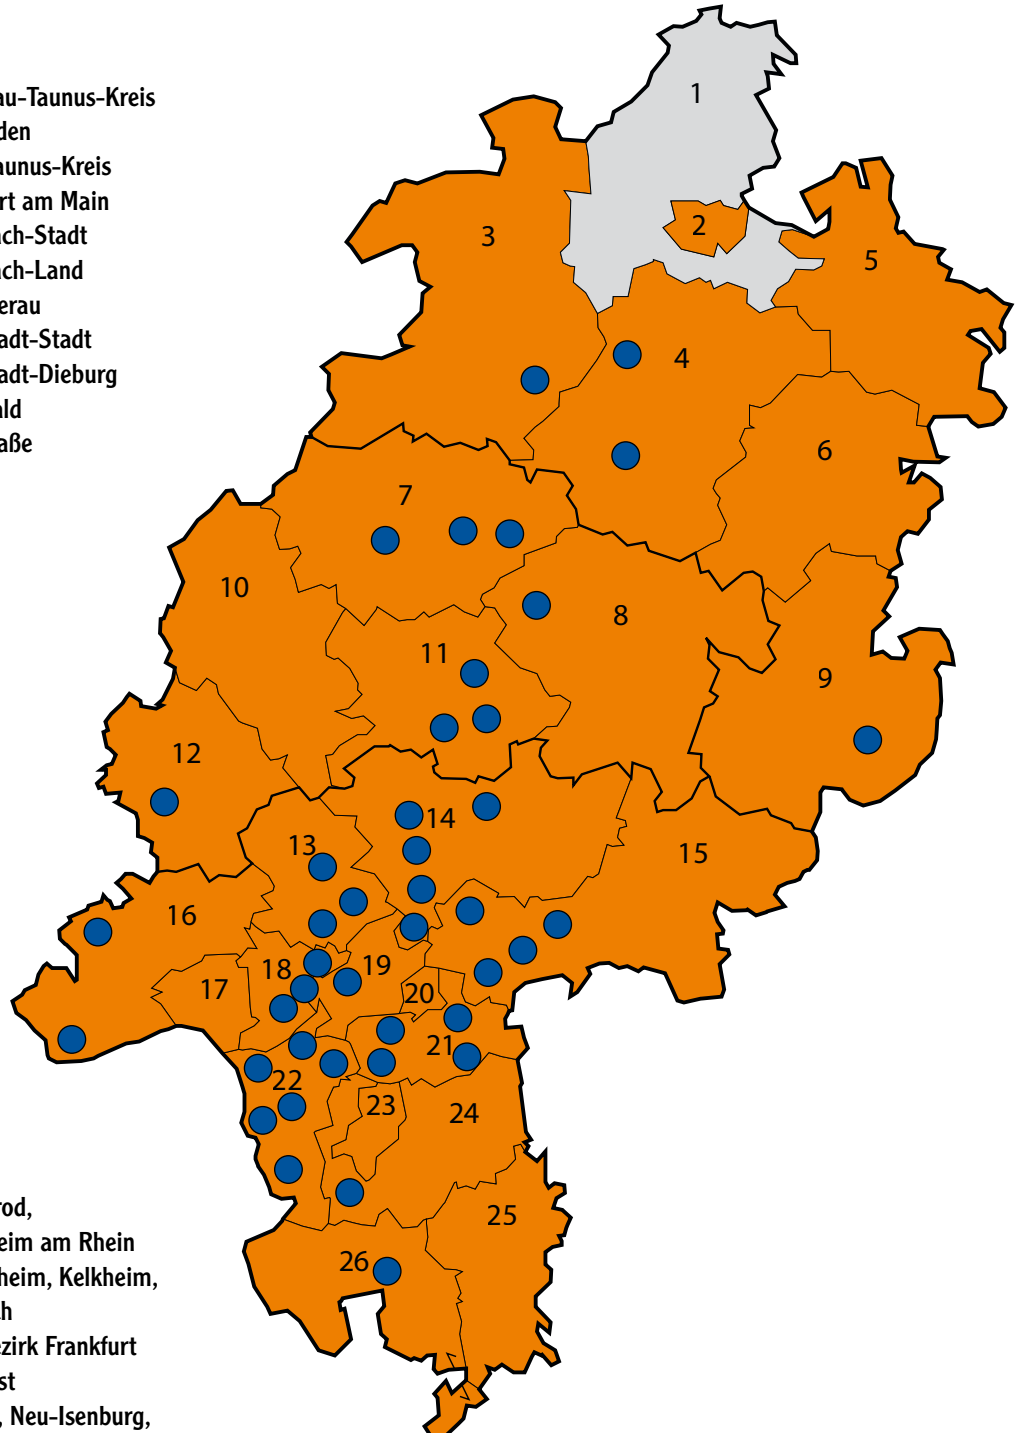 au-Taunus-Kreis
den
aunus-Kreis
rt am Main
ach-Stadt
ach-Land
erau
adt-Stadt
adt-Dieburg
ald
aße
1
2
3
4
5
6
7
8
9
10
11
12
13
14
15
16
17
18
19
20
21
22
23
24
25
26
rod,
eim am Rhein
heim, Kelkheim,
h
ezirk Frankfurt
st
, Neu-Isenburg,